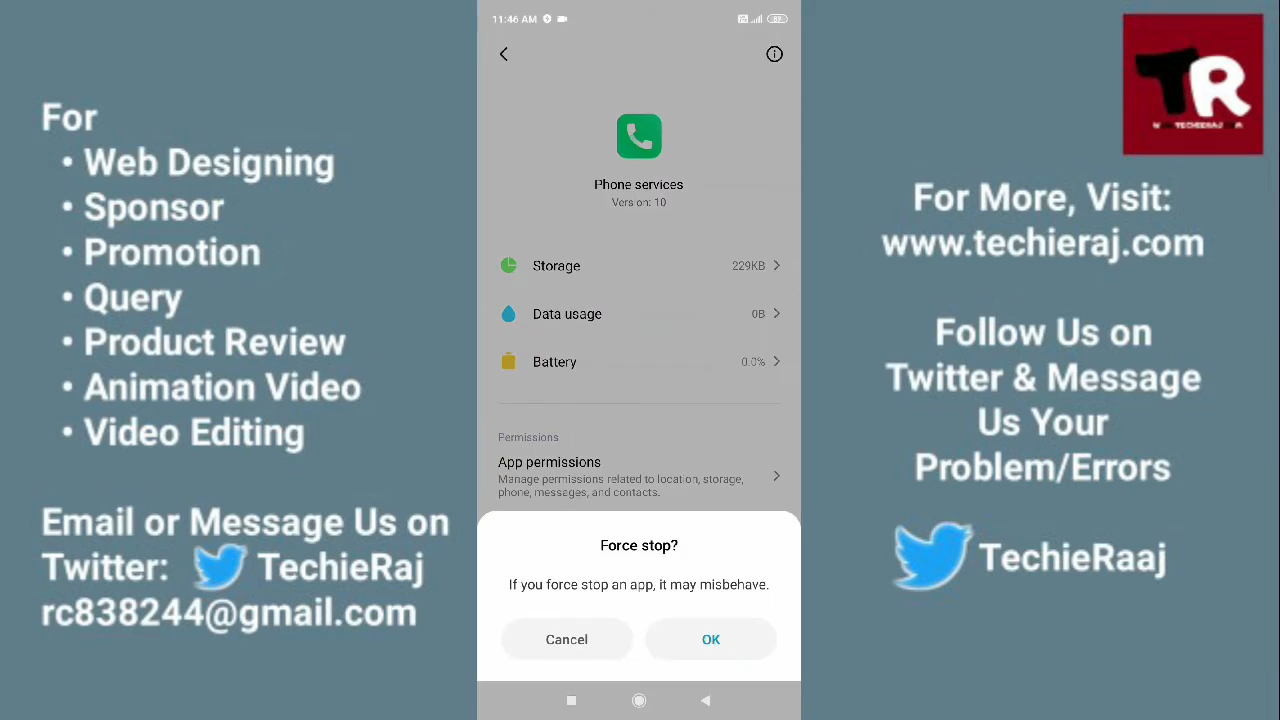 For
• Web Designing
• Sponsor
• Promotion
• Query
• Product Review
• Animation Video
• Video Editing
Email or Message Us on
Twitter: TechieRaj
rc838244@gmail.com
11:46 AM
Phone services
Version: 10
Storage 229KB
Data usage 0B
Battery 0.0%
Permissions
App permissions
Manage permissions related to location, storage,
phone, messages, and contacts.
Force stop?
If you force stop an app, it may misbehave.
Cancel OK
TR
For More, Visit:
www.techieraj.com
Follow Us on
Twitter & Message
Us Your
Problem/Errors
TechieRaaj